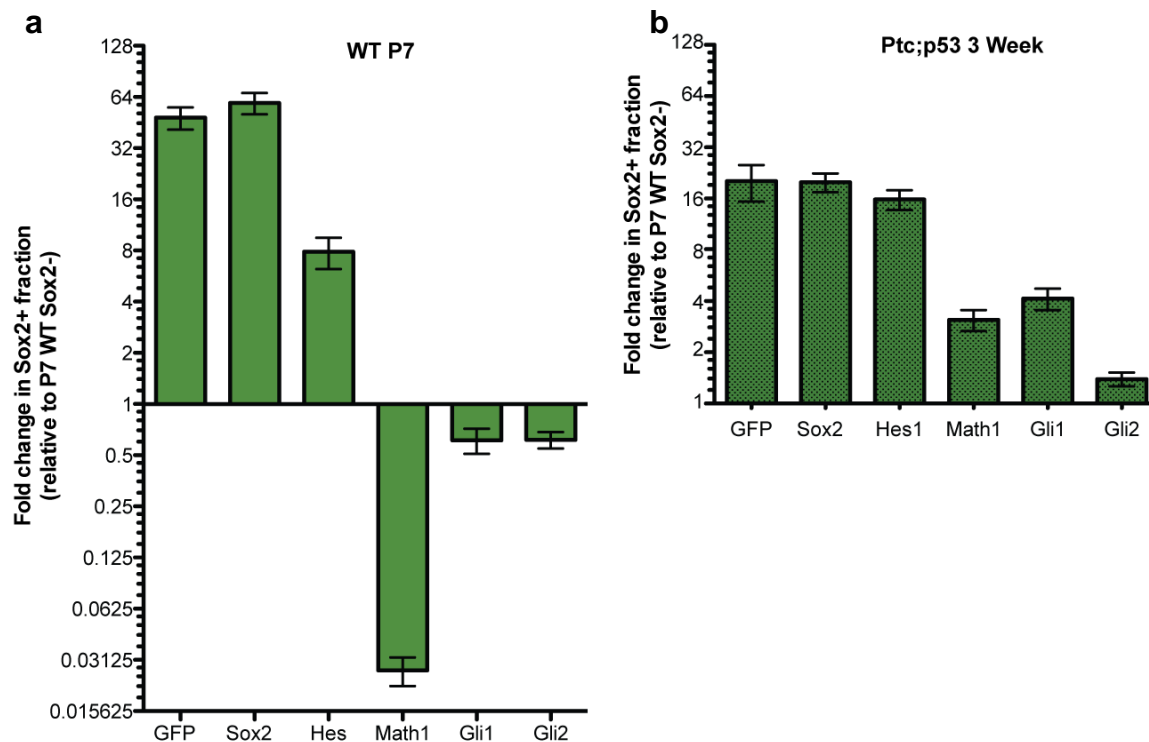 a
WT P7
Fold change in Sox2+ fraction
(relative to P7 WT Sox2-)
128
64
32
16
8
4
2
1
0.5
0.25
0.125
0.0625
0.03125
0.015625
GFP Sox2 Hes Math1 Gli1 Gli2
b
Ptc;p53 3 Week
Fold change in Sox2+ fraction
(relative to P7 WT Sox2-)
128
64
32
16
8
4
2
1
GFP Sox2 Hes1 Math1 Gli1 Gli2